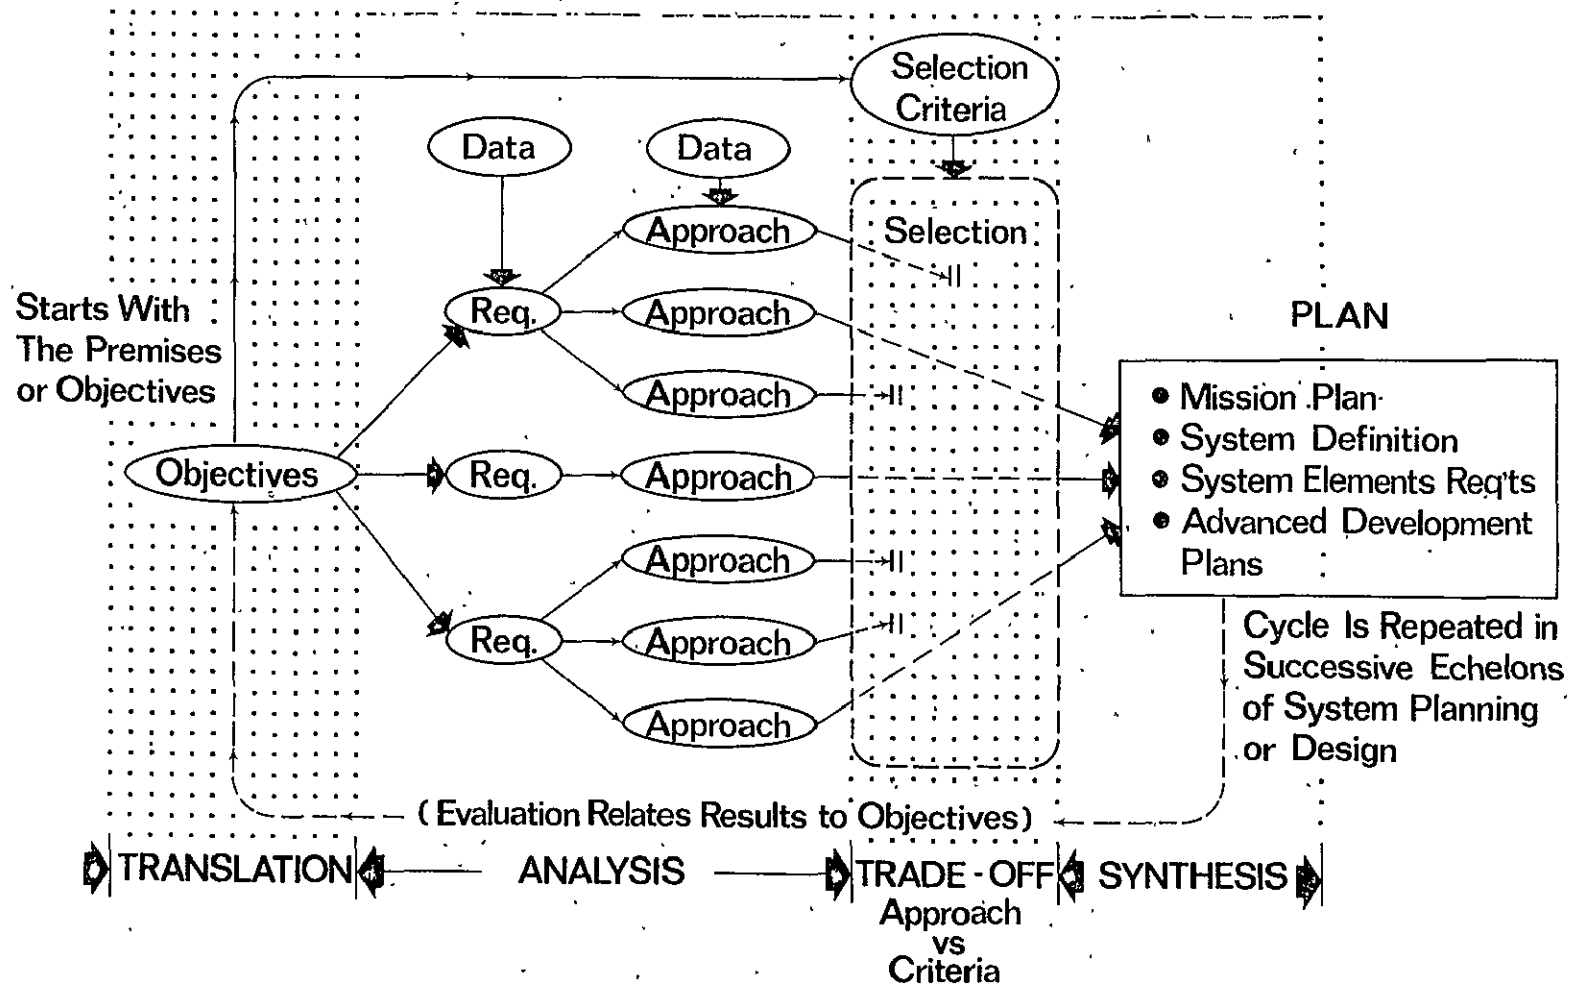 Selection
Criteria
Data
Data
Approach
Selection
Starts With
The Premises
or Objectives
Req.
Approach
PLAN
Approach
• Mission Plan
• System Definition
• System Elements Req'ts
• Advanced Development
Plans
Objectives
Req.
Approach
Approach
Req.
Approach
Approach
Cycle Is Repeated in
Successive Echelons
of System Planning
or Design
( Evaluation Relates Results to Objectives )
TRANSLATION
ANALYSIS
TRADE-OFF
Approach
vs
Criteria
SYNTHESIS